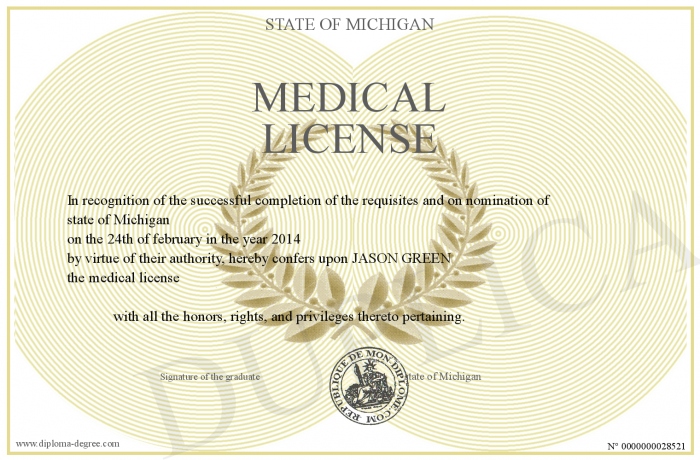 STATE OF MICHIGAN
MEDICAL
LICENSE
In recognition of the successful completion of the requisites and on nomination of
state of Michigan
on the 24th of february in the year 2014
by virtue of their authority, hereby confers upon JASON GREEN
the medical license
with all the honors, rights, and privileges thereto pertaining.
DUPLICATA
Signature of the graduate
REPUBLIQUE DE MON DIPLOME.COM
state of Michigan
www.diploma-degree.com
N° 0000000028521